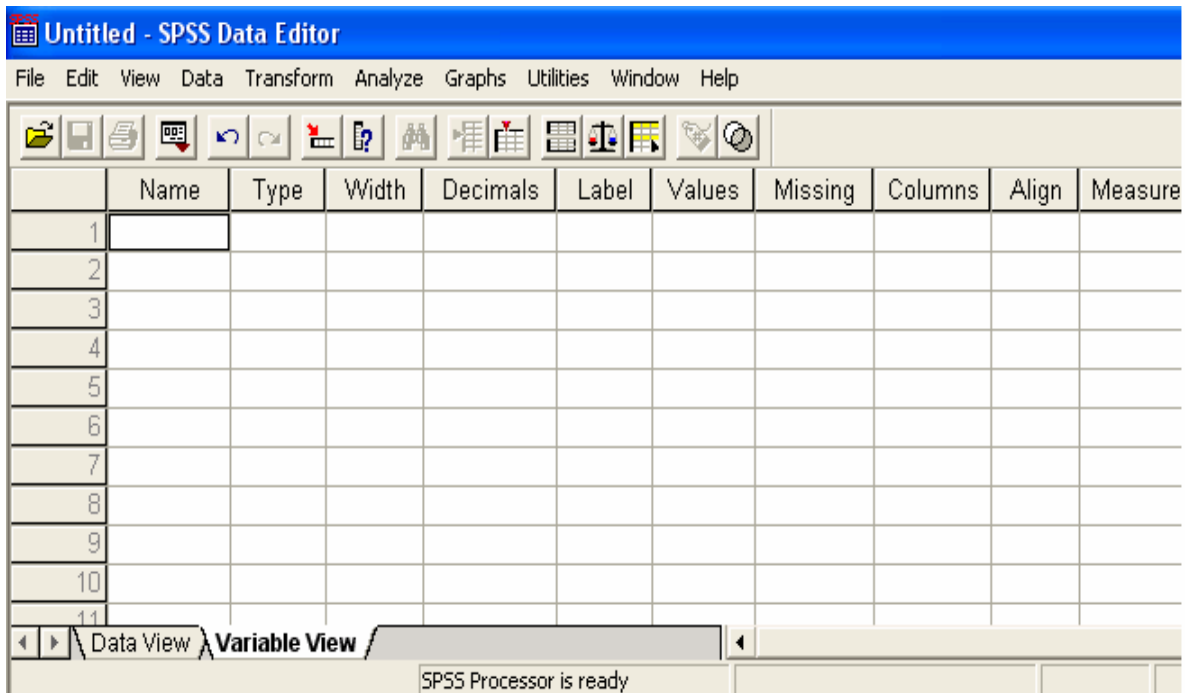 SPSS
Untitled - SPSS Data Editor
File Edit View Data Transform Analyze Graphs Utilities Window Help
Name Type Width Decimals Label Values Missing Columns Align Measure
1
2
3
4
5
6
7
8
9
10
11
Data View Variable View
SPSS Processor is ready